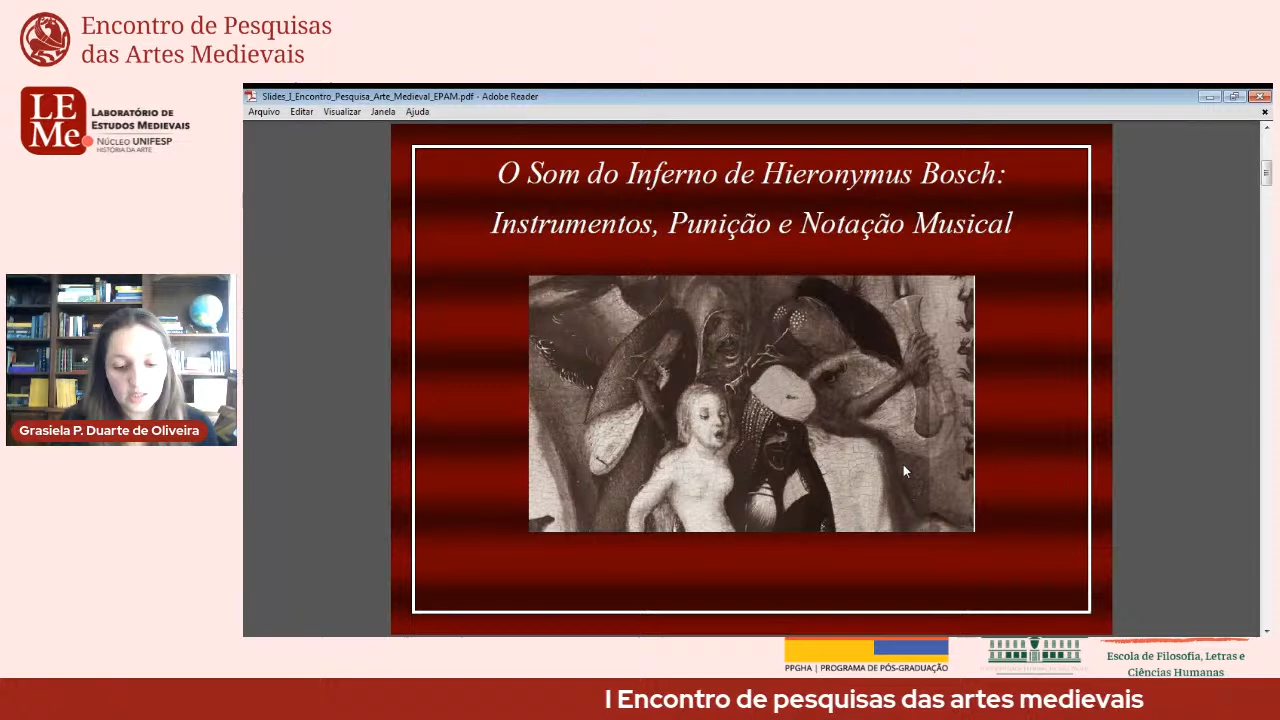 Encontro de Pesquisas
das Artes Medievais
LE
Me
LABORATÓRIO DE
ESTUDOS MEDIEVAIS
NÚCLEO UNIFESP
HISTÓRIA DA ARTE
Slides_I_Encontro_Pesquisa_Arte_Medieval_EPAM.pdf - Adobe Reader
Arquivo Editar Visualizar Janela Ajuda
O Som do Inferno de Hieronymus Bosch:
Instrumentos, Punição e Notação Musical
Grasiela P. Duarte de Oliveira
PPGHA | PROGRAMA DE PÓS-GRADUAÇÃO
Escola de Filosofia, Letras e
Ciências Humanas
I Encontro de pesquisas das artes medievais